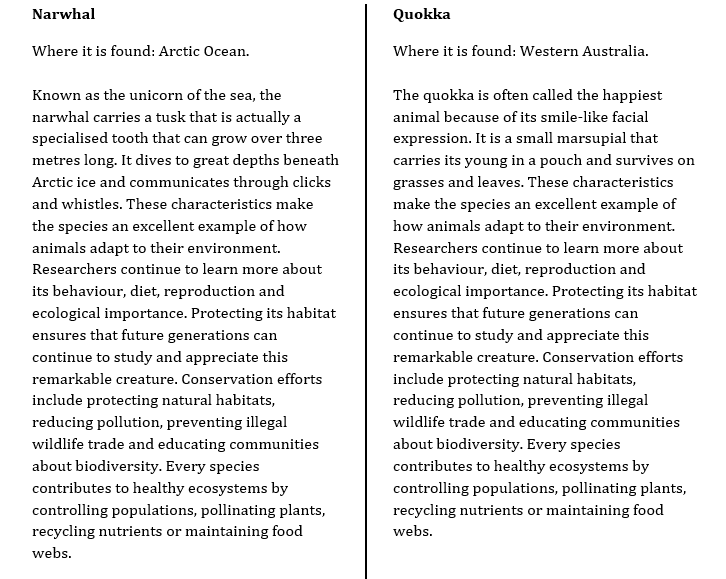 Narwhal
Where it is found: Arctic Ocean.
Known as the unicorn of the sea, the
narwhal carries a tusk that is actually a
specialised tooth that can grow over three
metres long. It dives to great depths beneath
Arctic ice and communicates through clicks
and whistles. These characteristics make
the species an excellent example of how
animals adapt to their environment.
Researchers continue to learn more about
its behaviour, diet, reproduction and
ecological importance. Protecting its habitat
ensures that future generations can
continue to study and appreciate this
remarkable creature. Conservation efforts
include protecting natural habitats,
reducing pollution, preventing illegal
wildlife trade and educating communities
about biodiversity. Every species
contributes to healthy ecosystems by
controlling populations, pollinating plants,
recycling nutrients or maintaining food
webs.
Quokka
Where it is found: Western Australia.
The quokka is often called the happiest
animal because of its smile-like facial
expression. It is a small marsupial that
carries its young in a pouch and survives on
grasses and leaves. These characteristics
make the species an excellent example of
how animals adapt to their environment.
Researchers continue to learn more about
its behaviour, diet, reproduction and
ecological importance. Protecting its habitat
ensures that future generations can
continue to study and appreciate this
remarkable creature. Conservation efforts
include protecting natural habitats,
reducing pollution, preventing illegal
wildlife trade and educating communities
about biodiversity. Every species
contributes to healthy ecosystems by
controlling populations, pollinating plants,
recycling nutrients or maintaining food
webs.